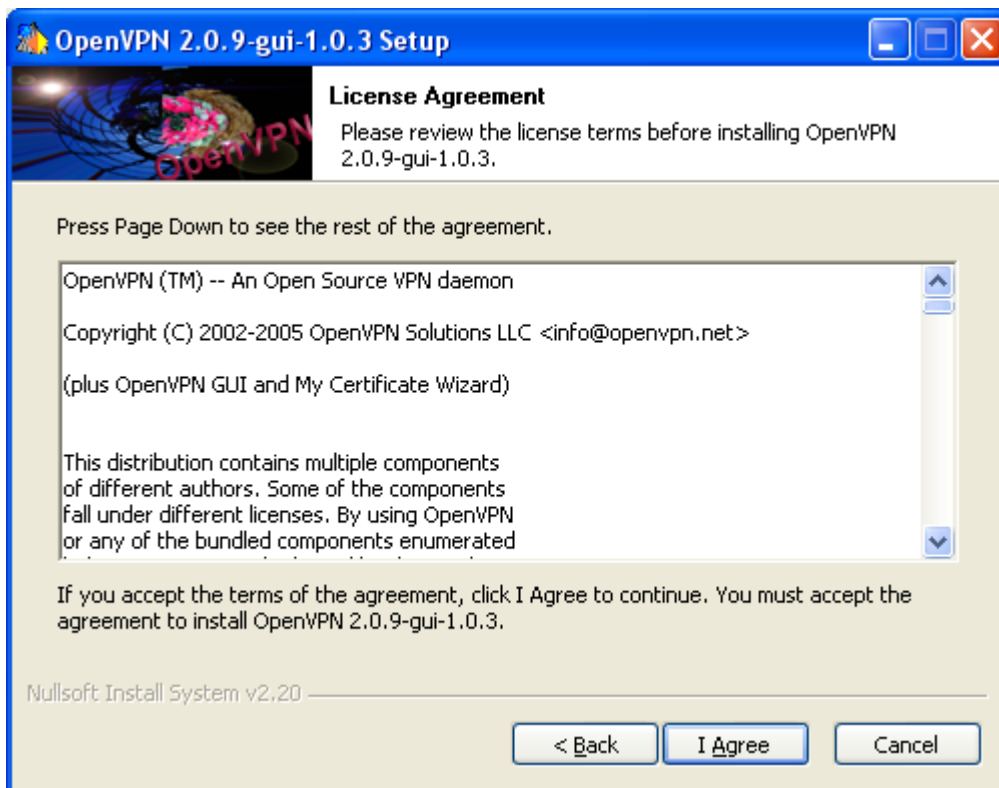 OpenVPN 2.0.9-gui-1.0.3 Setup
OpenVPN
License Agreement
Please review the license terms before installing OpenVPN
2.0.9-gui-1.0.3.
Press Page Down to see the rest of the agreement.
OpenVPN (TM) -- An Open Source VPN daemon
Copyright (C) 2002-2005 OpenVPN Solutions LLC <info@openvpn.net>
(plus OpenVPN GUI and My Certificate Wizard)
This distribution contains multiple components
of different authors. Some of the components
fall under different licenses. By using OpenVPN
or any of the bundled components enumerated
If you accept the terms of the agreement, click I Agree to continue. You must accept the
agreement to install OpenVPN 2.0.9-gui-1.0.3.
Nullsoft Install System v2.20
< Back
I Agree
Cancel